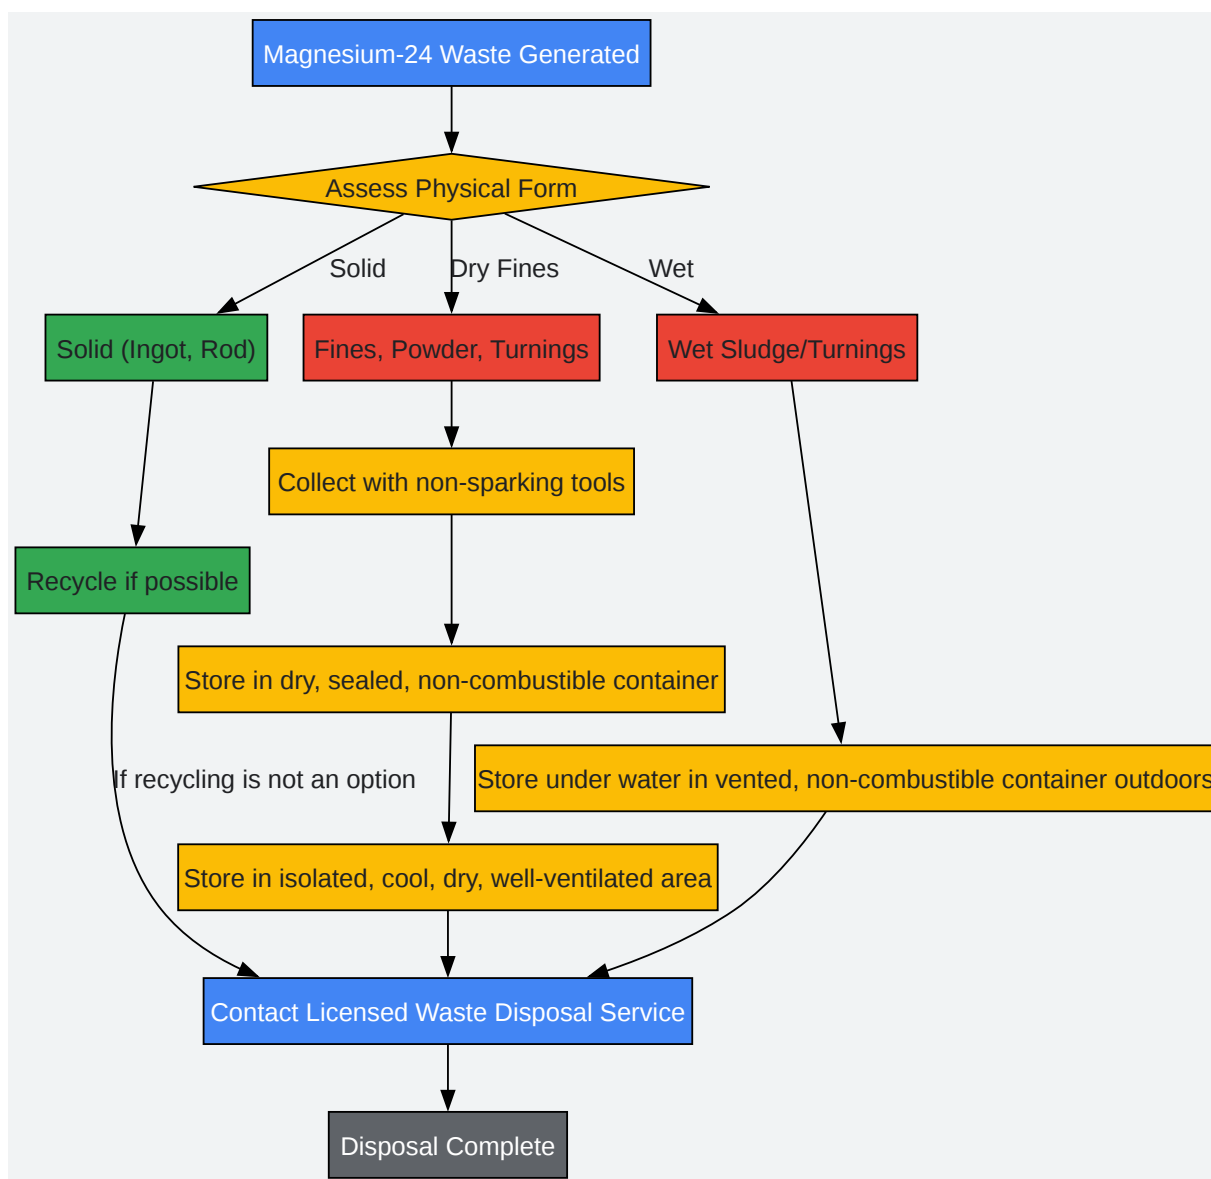 Magnesium-24 Waste Generated
Assess Physical Form
Solid
Dry Fines
Wet
Solid (Ingot, Rod)
Fines, Powder, Turnings
Wet Sludge/Turnings
Collect with non-sparking tools
Recycle if possible
Store in dry, sealed, non-combustible container
If recycling is not an option
Store under water in vented, non-combustible container outdoors
Store in isolated, cool, dry, well-ventilated area
Contact Licensed Waste Disposal Service
Disposal Complete